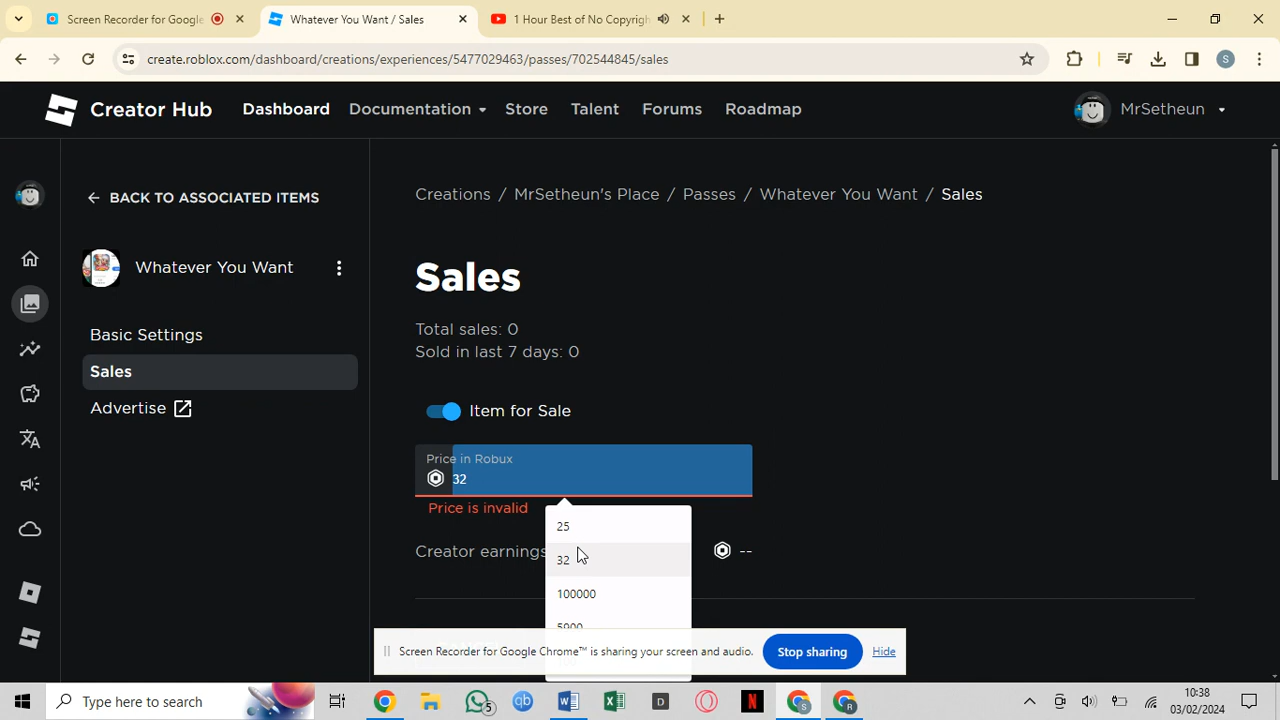 Screen Recorder for Google
Whatever You Want / Sales
1 Hour Best of No Copyrigh
create.roblox.com/dashboard/creations/experiences/5477029463/passes/702544845/sales
S
Creator Hub
Dashboard
Documentation
Store
Talent
Forums
Roadmap
MrSetheun
BACK TO ASSOCIATED ITEMS
Whatever You Want
Basic Settings
Sales
Advertise
Creations / MrSetheun's Place / Passes / Whatever You Want / Sales
Sales
Total sales: 0
Sold in last 7 days: 0
Item for Sale
Price in Robux
32
Price is invalid
25
32
100000
5900
Creator earnings
--
Screen Recorder for Google Chrome™ is sharing your screen and audio.
Stop sharing
Hide
Type here to search
5
qb
W
X
D
N
S
R
10:38
03/02/2024